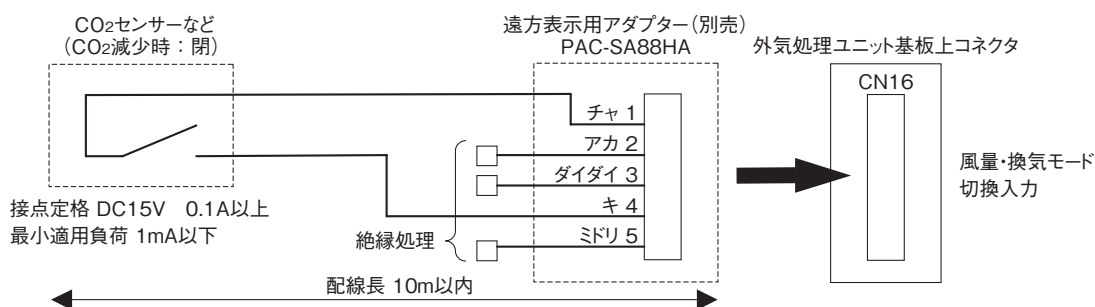 CO2センサーなど
(CO2減少時：閉)
遠方表示用アダプター(別売)
PAC-SA88HA
外気処理ユニット基板上コネクタ
CN16
チャ 1
アカ 2
ダイダイ 3
キ 4
ミドリ 5
風量・換気モード
切換入力
接点定格 DC15V 0.1A以上
最小適用負荷 1mA以下
絶縁処理
配線長 10m以内